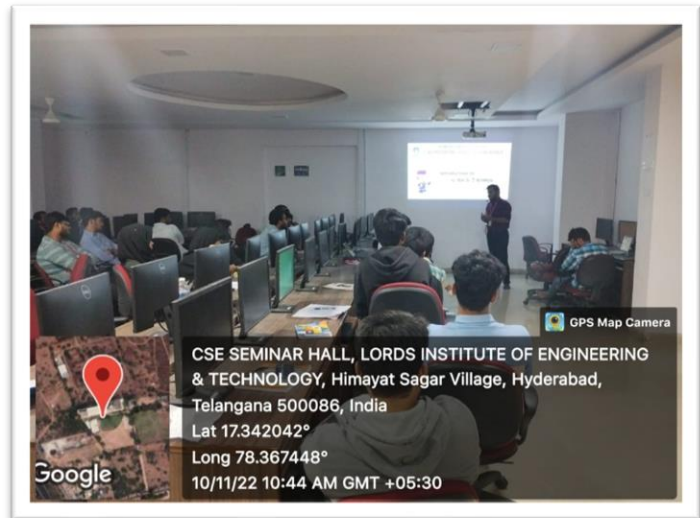 GPS Map Camera
CSE SEMINAR HALL, LORDS INSTITUTE OF ENGINEERING
& TECHNOLOGY, Himayat Sagar Village, Hyderabad,
Telangana 500086, India
Lat 17.342042°
Long 78.367448°
10/11/22 10:44 AM GMT +05:30
Google